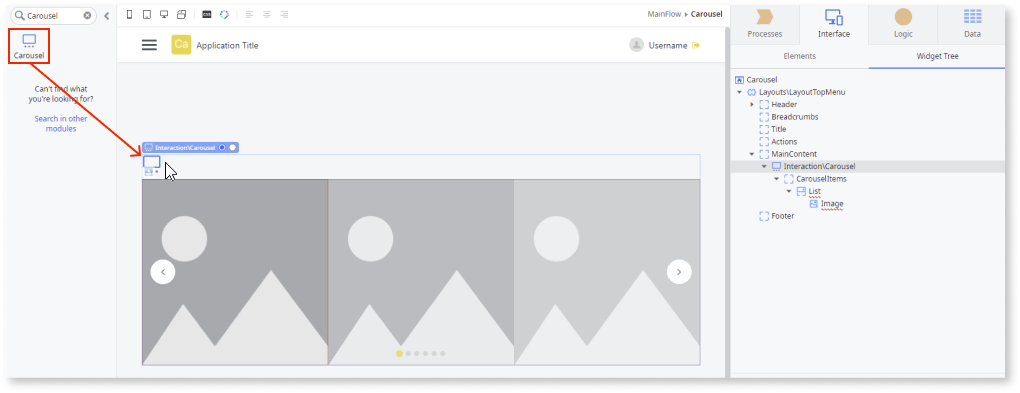 Carousel
Carousel
Can't find what
you're looking for?
Search in other
modules
CSS
MainFlow ▸ Carousel
Ca
Application Title
Username
Interaction\Carousel
Processes
Interface
Logic
Data
Elements
Widget Tree
Carousel
Layouts\LayoutTopMenu
Header
Breadcrumbs
Title
Actions
MainContent
Interaction\Carousel
CarouselItems
List
Image
Footer